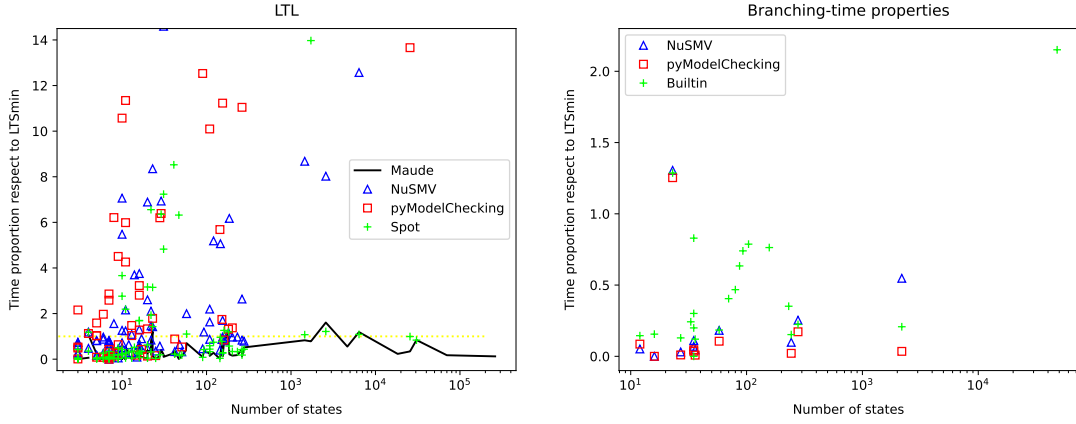 LTL
Time proportion respect to LTSmin
14
12
10
8
6
4
2
0
10¹
10²
10³
10⁴
10⁵
Number of states
Maude
NuSMV
pyModelChecking
Spot
Branching-time properties
Time proportion respect to LTSmin
2.0
1.5
1.0
0.5
0.0
10¹
10²
10³
10⁴
Number of states
NuSMV
pyModelChecking
Builtin